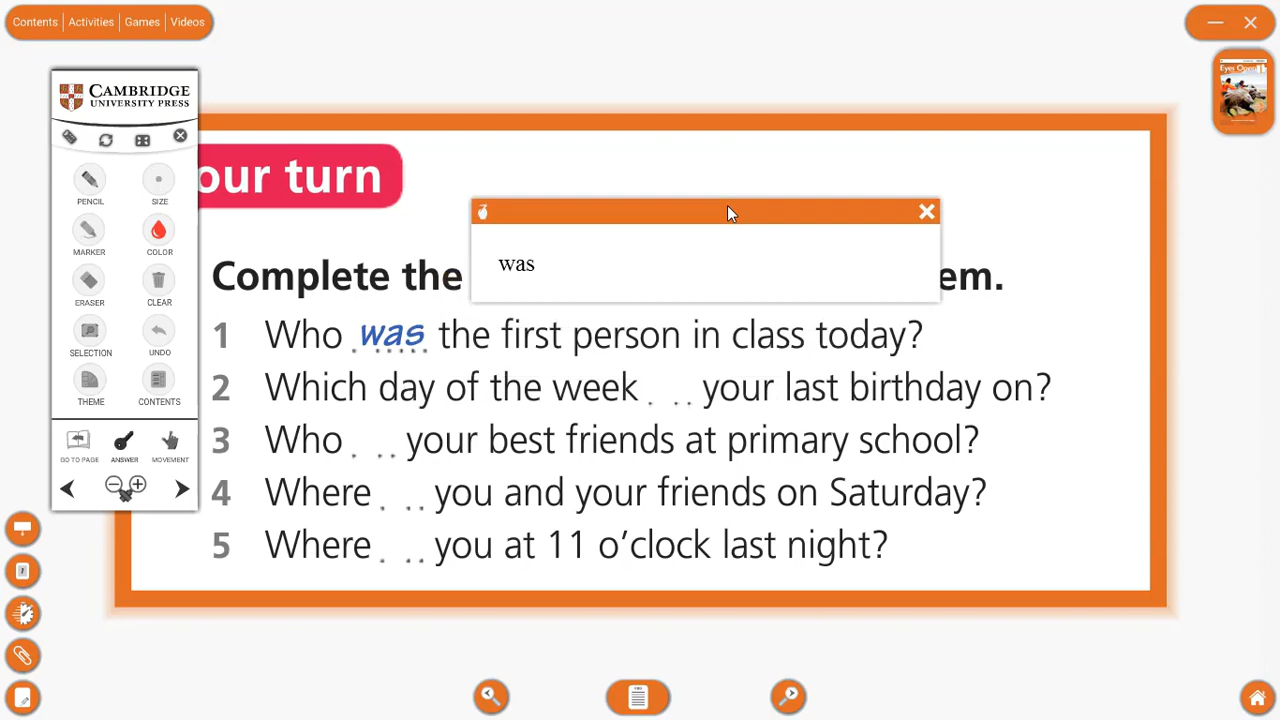 Contents | Activities | Games | Videos
Eyes Open 1
CAMBRIDGE
UNIVERSITY PRESS
PENCIL SIZE
MARKER COLOR
ERASER CLEAR
SELECTION UNDO
THEME CONTENTS
GO TO PAGE ANSWER MOVEMENT
our turn
was
Complete the em.
1 Who was the first person in class today?
2 Which day of the week . .. your last birthday on?
3 Who . .. your best friends at primary school?
4 Where . .. you and your friends on Saturday?
5 Where . .. you at 11 o'clock last night?